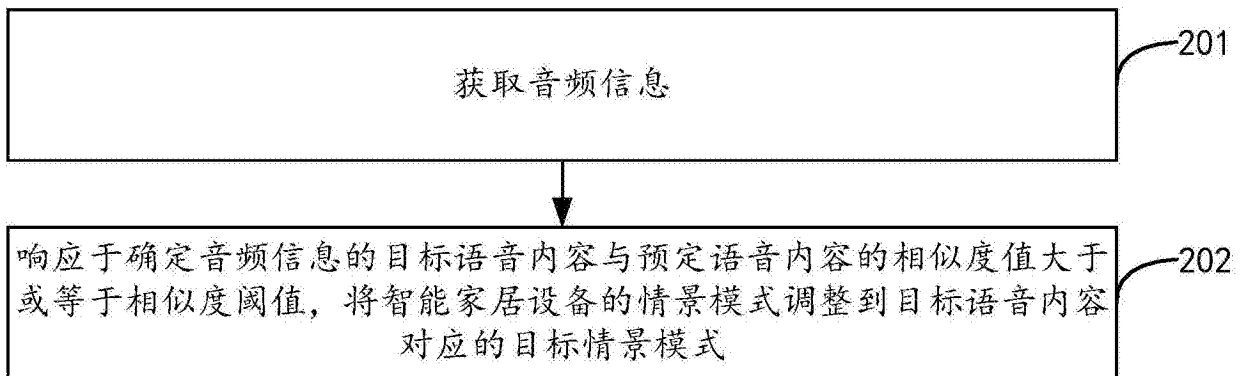 获取音频信息
201
响应于确定音频信息的目标语音内容与预定语音内容的相似度值大于
或等于相似度阈值，将智能家居设备的情景模式调整到目标语音内容
对应的目标情景模式
202